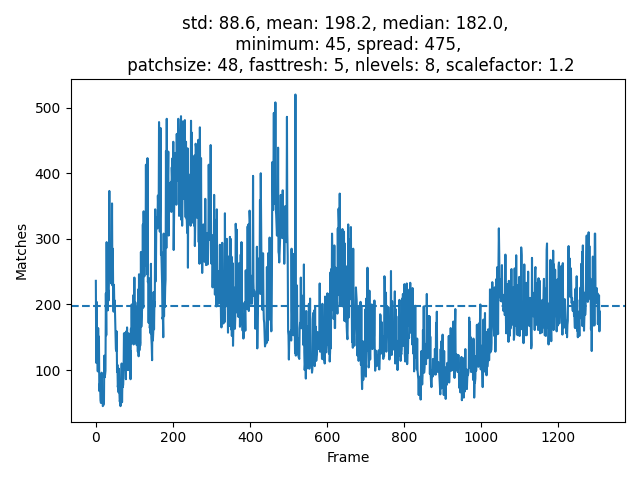 std: 88.6, mean: 198.2, median: 182.0,
minimum: 45, spread: 475,
patchsize: 48, fasttresh: 5, nlevels: 8, scalefactor: 1.2
500
400
300
200
100
Matches
0 200 400 600 800 1000 1200
Frame